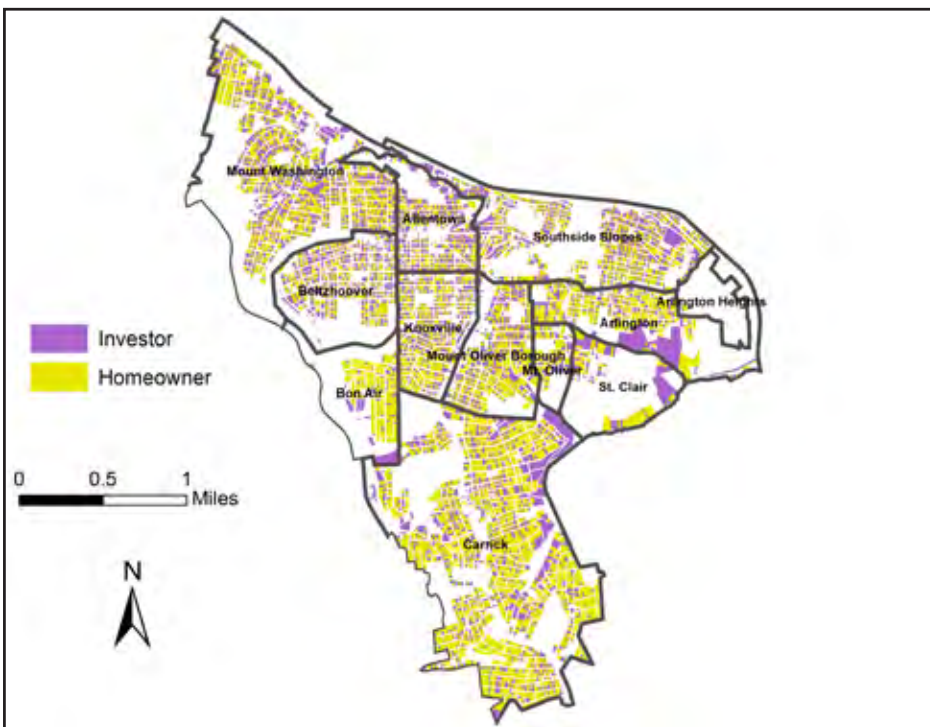 Mount Washington
Allentown
Southside Slopes
Beltzhoover
Arlington Heights
Arlington
Knoxville
Mount Oliver Borough
Mt. Oliver
St. Clair
Bon Air
Carrick
Investor
Homeowner
0 0.5 1
Miles
N